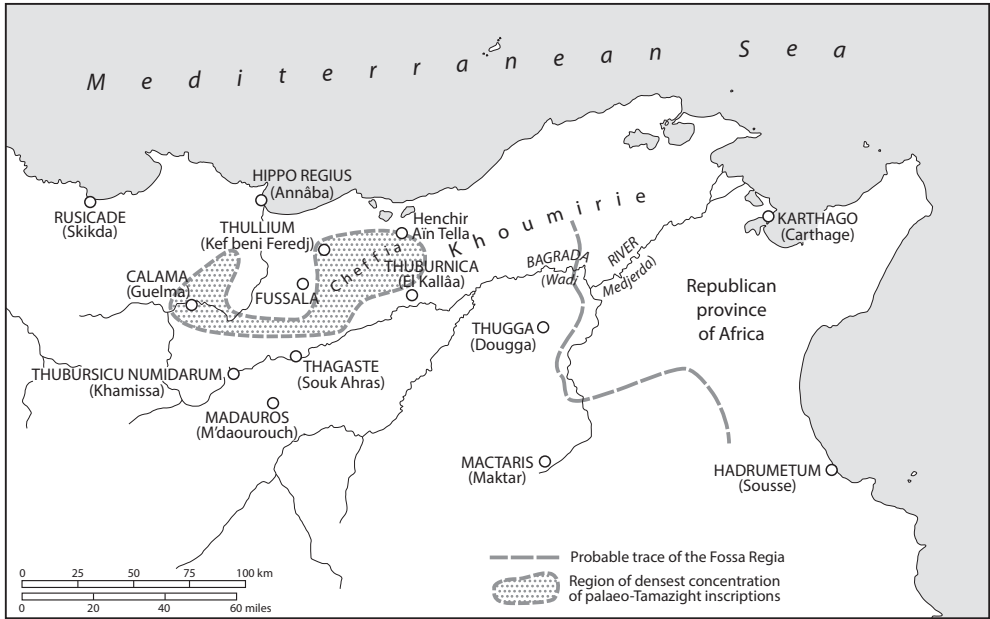 Mediterranean Sea
HIPPO REGIUS
(Annâba)
RUSICADE
(Skikda)
THULLIUM
(Kef beni Feredj)
Henchir
Aïn Tella
Khoumirie
KARTHAGO
(Carthage)
CALAMA
(Guelma)
Cheffia
THUBURNICA
(El Kallâa)
FUSSALA
BAGRADA RIVER
(Wadi Medjerda)
Republican
province
of Africa
THUGGA
(Dougga)
THUBURSICU NUMIDARUM
(Khamissa)
THAGASTE
(Souk Ahras)
MADAUROS
(M'daourouch)
MACTARIS
(Maktar)
HADRUMETUM
(Sousse)
Probable trace of the Fossa Regia
Region of densest concentration
of palaeo-Tamazight inscriptions
0 25 50 75 100 km
0 20 40 60 miles